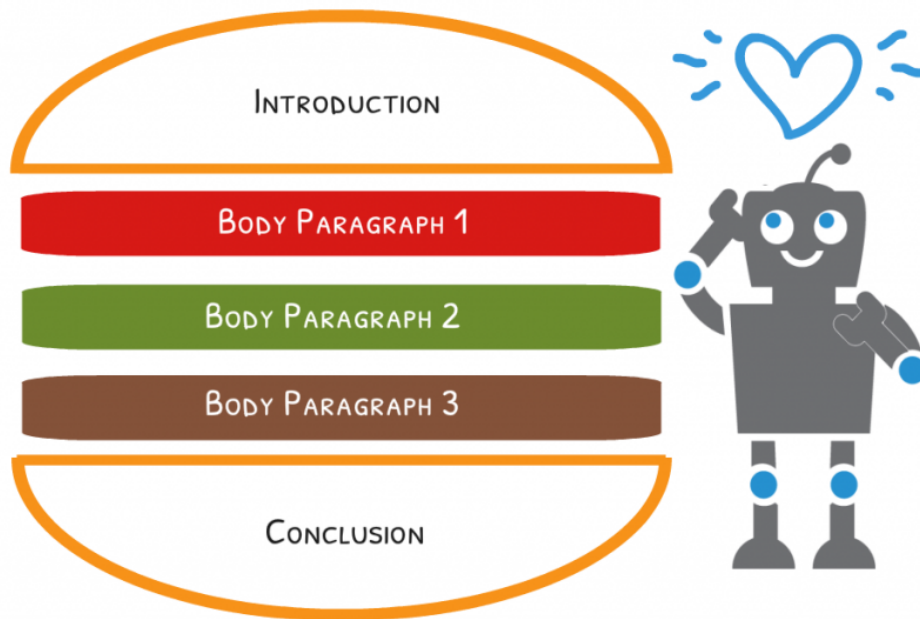 Introduction
Body Paragraph 1
Body Paragraph 2
Body Paragraph 3
Conclusion